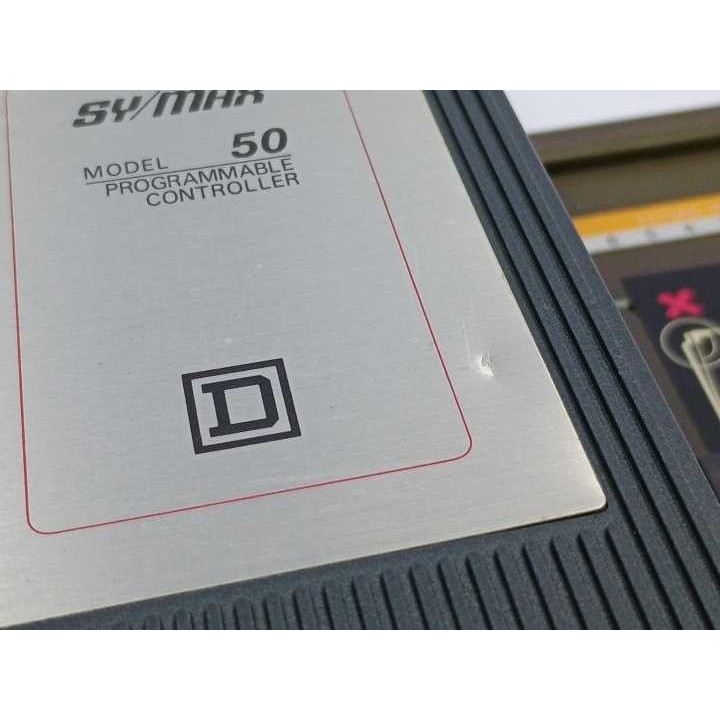 SY/MAX
MODEL 50
PROGRAMMABLE
CONTROLLER
D